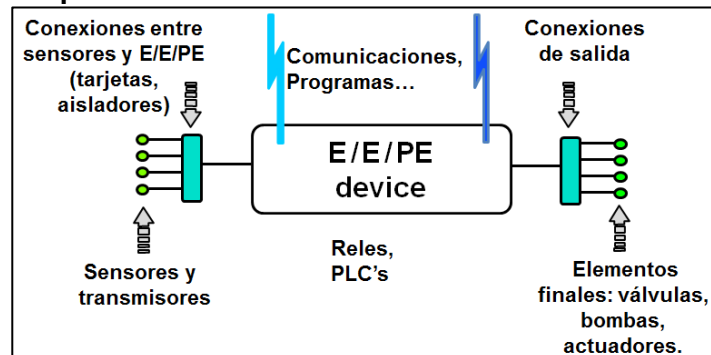 Conexiones entre
sensores y E/E/PE
(tarjetas,
aisladores)
Comunicaciones,
Programas…
Conexiones
de salida
E/E/PE
device
Sensores y
transmisores
Reles,
PLC's
Elementos
finales: válvulas,
bombas,
actuadores.